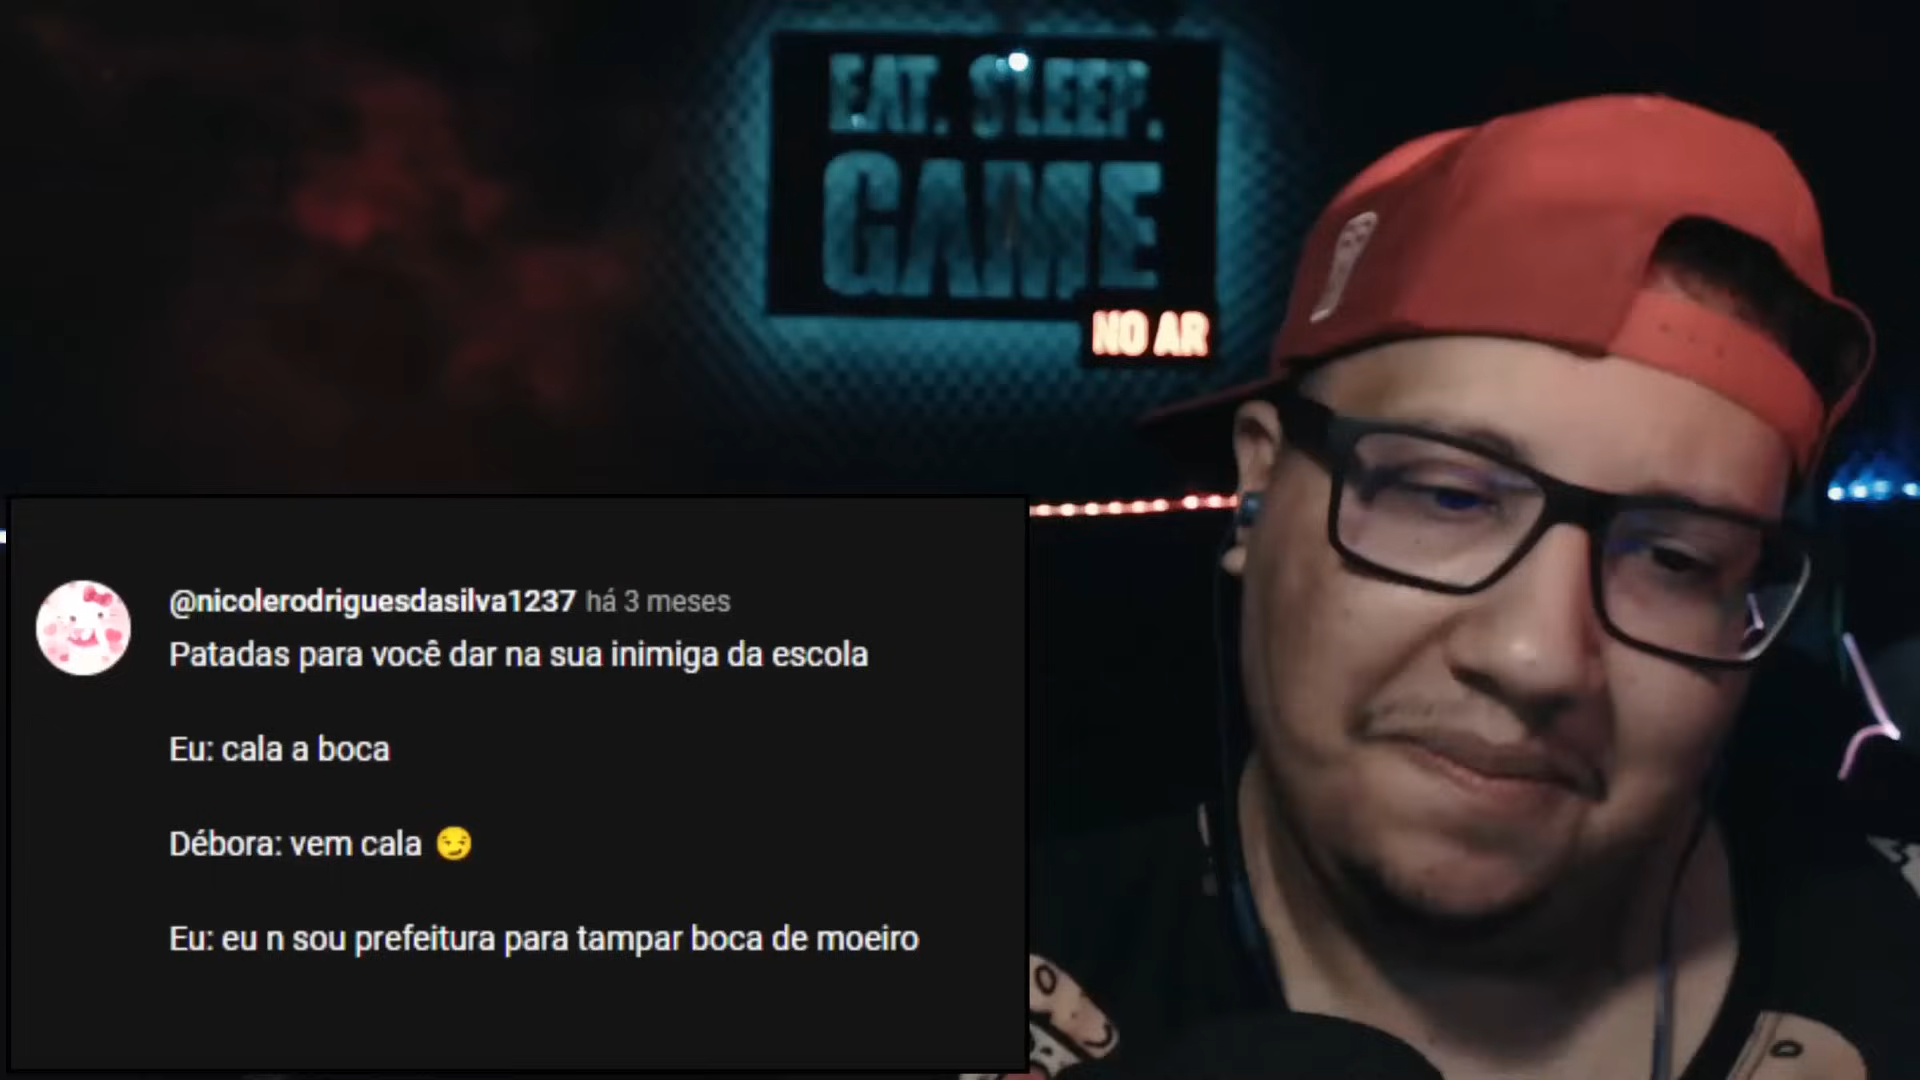 EAT. SLEEP.
GAME
NO AR
@nicolerodriguesdasilva1237 há 3 meses
Patadas para você dar na sua inimiga da escola
Eu: cala a boca
Débora: vem cala 😏
Eu: eu n sou prefeitura para tampar boca de moeiro